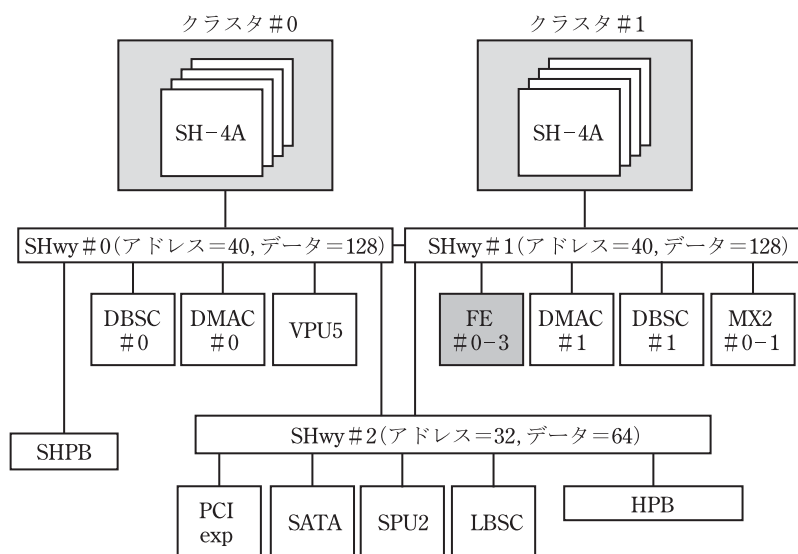 クラスタ#0
クラスタ#1
SH-4A
SH-4A
SHwy#0(アドレス=40,データ=128)
SHwy#1(アドレス=40,データ=128)
DBSC
#0
DMAC
#0
VPU5
FE
#0-3
DMAC
#1
DBSC
#1
MX2
#0-1
SHwy#2(アドレス=32,データ=64)
SHPB
PCI
exp
SATA
SPU2
LBSC
HPB